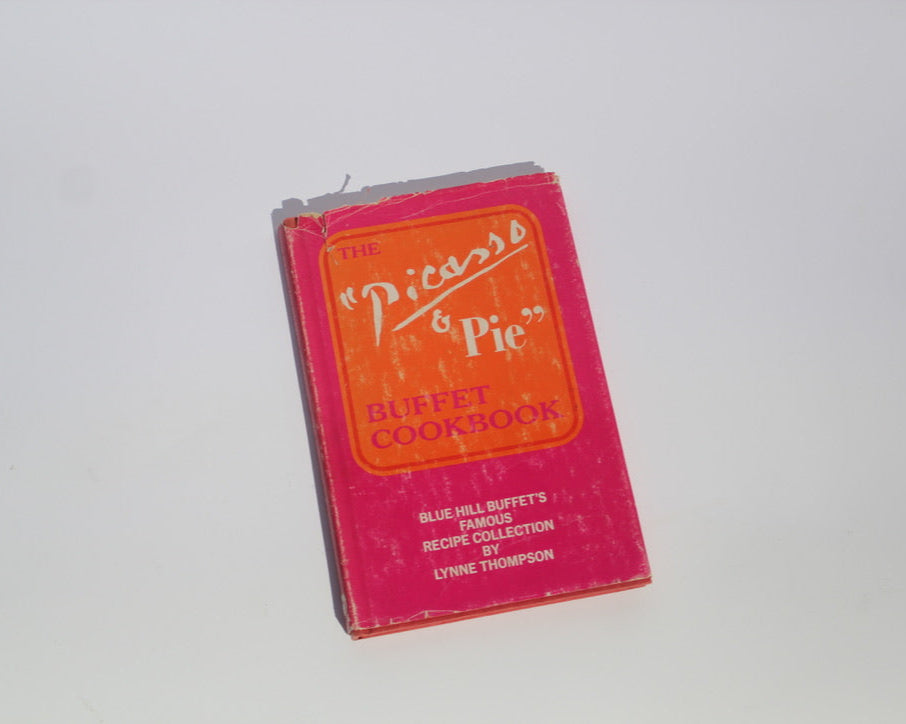 THE
"Picasso
& Pie"
BUFFET
COOKBOOK
BLUE HILL BUFFET'S
FAMOUS
RECIPE COLLECTION
BY
LYNNE THOMPSON